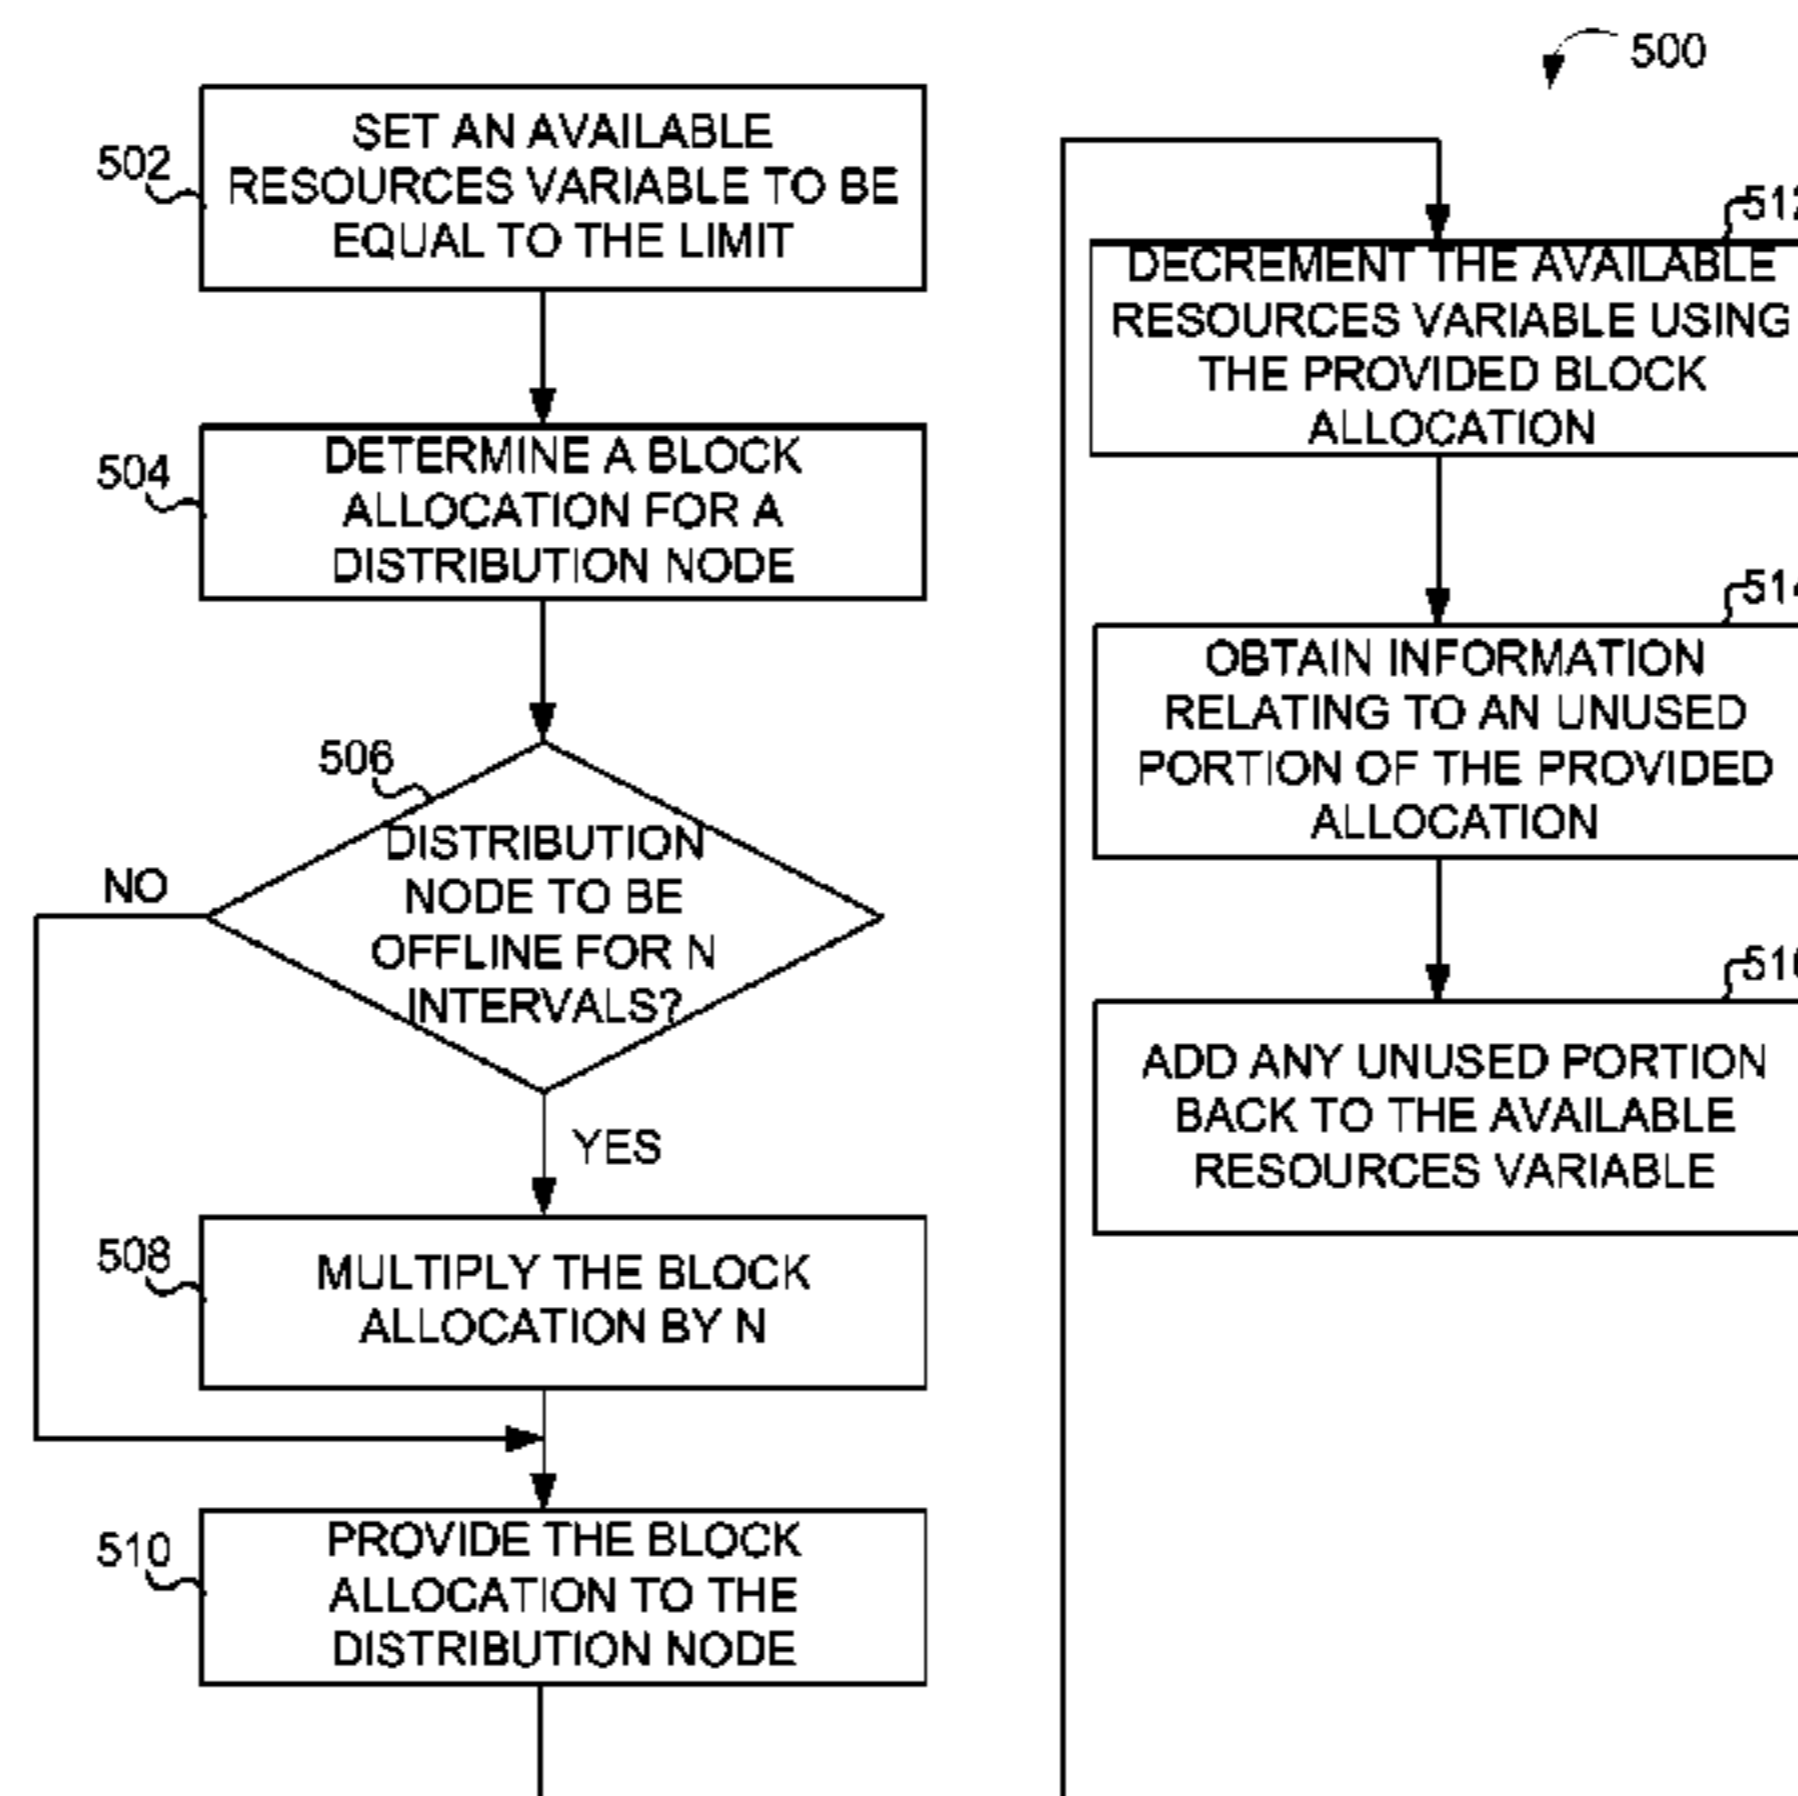 500
502
SET AN AVAILABLE
RESOURCES VARIABLE TO BE
EQUAL TO THE LIMIT
504
DETERMINE A BLOCK
ALLOCATION FOR A
DISTRIBUTION NODE
506
DISTRIBUTION
NODE TO BE
OFFLINE FOR N
INTERVALS?
NO
YES
508
MULTIPLY THE BLOCK
ALLOCATION BY N
510
PROVIDE THE BLOCK
ALLOCATION TO THE
DISTRIBUTION NODE
DECREMENT THE AVAILABLE
RESOURCES VARIABLE USING
THE PROVIDED BLOCK
ALLOCATION
OBTAIN INFORMATION
RELATING TO AN UNUSED
PORTION OF THE PROVIDED
ALLOCATION
ADD ANY UNUSED PORTION
BACK TO THE AVAILABLE
RESOURCES VARIABLE